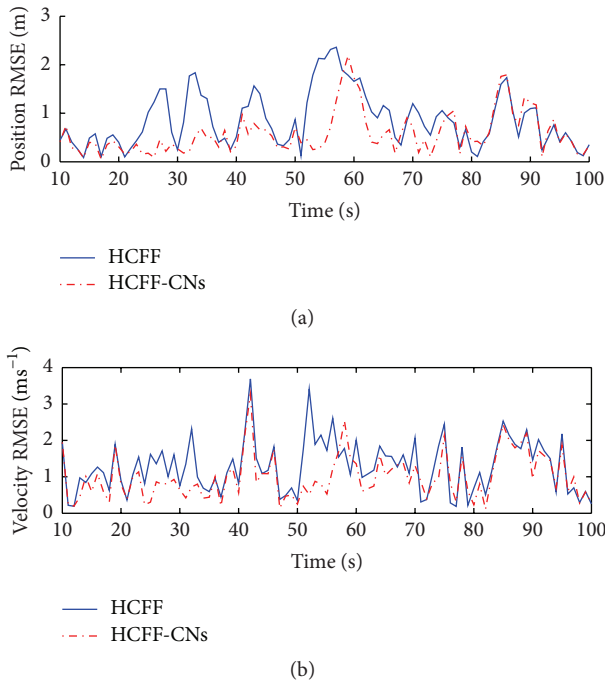 3
2
1
0
Position RMSE (m)
10 20 30 40 50 60 70 80 90 100
Time (s)
HCFF
HCFF-CNs
(a)
4
3
2
1
0
Velocity RMSE (ms⁻¹)
10 20 30 40 50 60 70 80 90 100
Time (s)
HCFF
HCFF-CNs
(b)